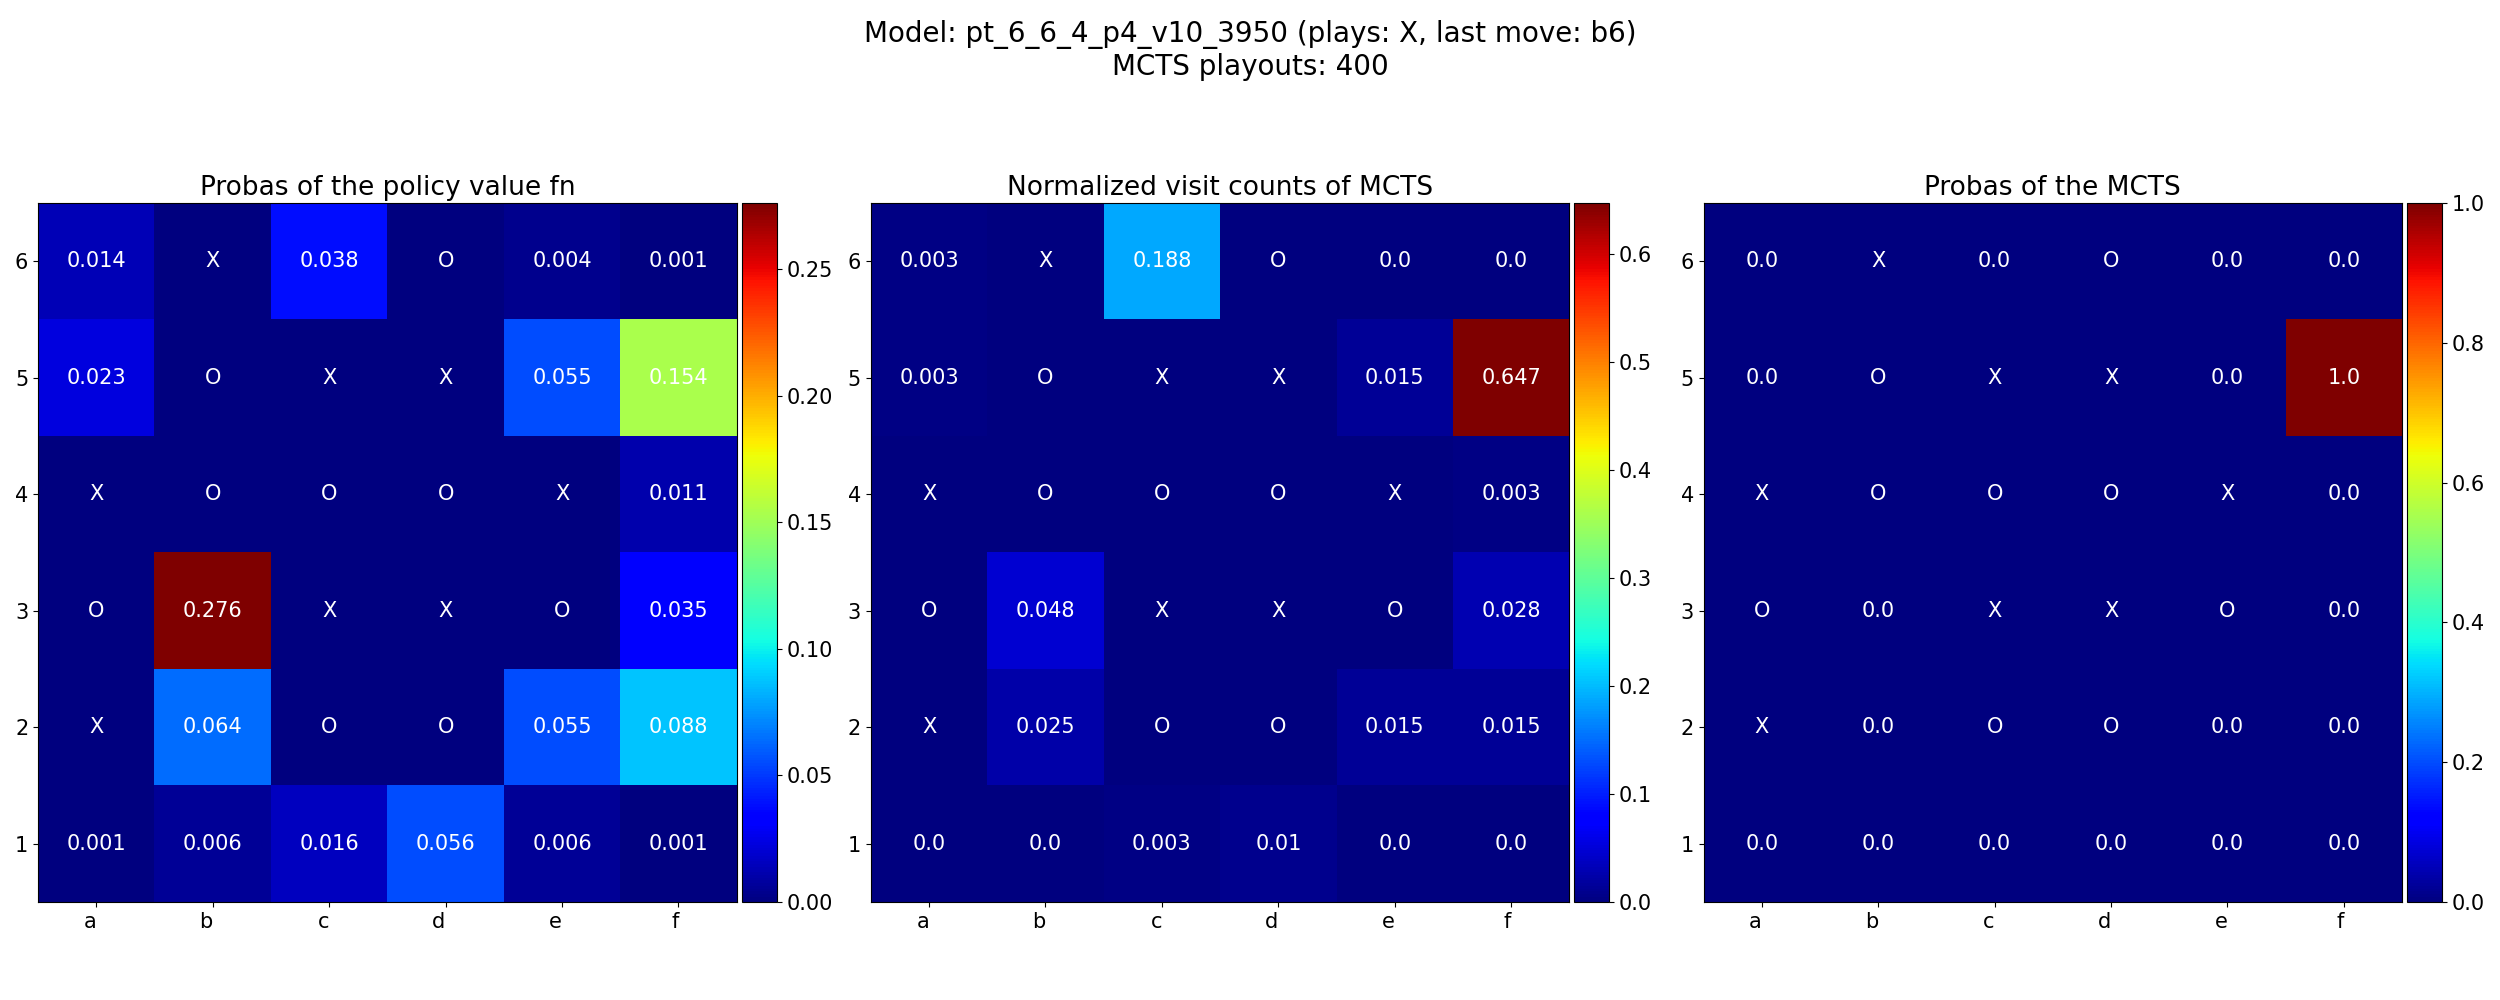 Model: pt_6_6_4_p4_v10_3950 (plays: X, last move: b6)
MCTS playouts: 400
Probas of the policy value fn
6 0.014 X 0.038 O 0.004 0.001
5 0.023 O X X 0.055 0.154
4 X O O O X 0.011
3 O 0.276 X X O 0.035
2 X 0.064 O O 0.055 0.088
1 0.001 0.006 0.016 0.056 0.006 0.001
a b c d e f
0.25
0.20
0.15
0.10
0.05
0.00
Normalized visit counts of MCTS
6 0.003 X 0.188 O 0.0 0.0
5 0.003 O X X 0.015 0.647
4 X O O O X 0.003
3 O 0.048 X X O 0.028
2 X 0.025 O O 0.015 0.015
1 0.0 0.0 0.003 0.01 0.0 0.0
a b c d e f
0.6
0.5
0.4
0.3
0.2
0.1
0.0
Probas of the MCTS
6 0.0 X 0.0 O 0.0 0.0
5 0.0 O X X 0.0 1.0
4 X O O O X 0.0
3 O 0.0 X X O 0.0
2 X 0.0 O O 0.0 0.0
1 0.0 0.0 0.0 0.0 0.0 0.0
a b c d e f
1.0
0.8
0.6
0.4
0.2
0.0